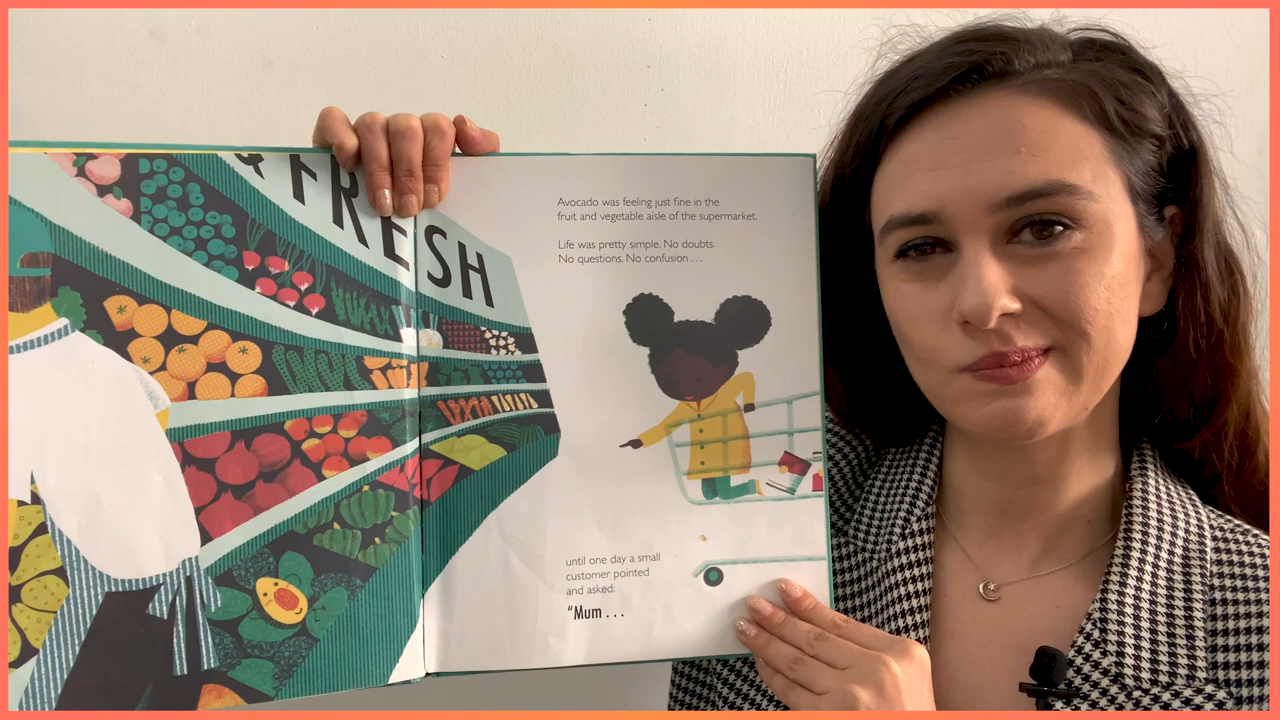 & FRESH
Avocado was feeling just fine in the
fruit and vegetable aisle of the supermarket.
Life was pretty simple. No doubts.
No questions. No confusion . . .
until one day a small
customer pointed
and asked:
“Mum . . .